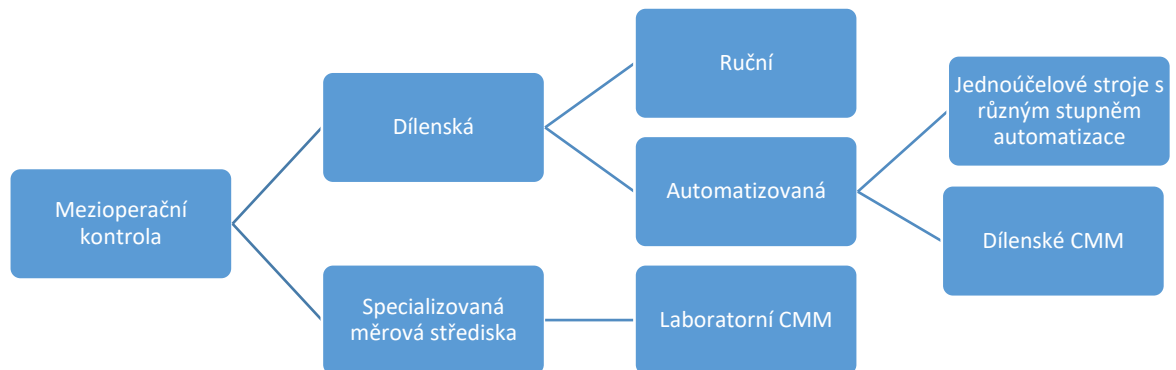 Mezioperační
kontrola
Dílenská
Specializovaná
měrová střediska
Ruční
Automatizovaná
Laboratorní CMM
Jednoúčelové stroje s
různým stupněm
automatizace
Dílenské CMM